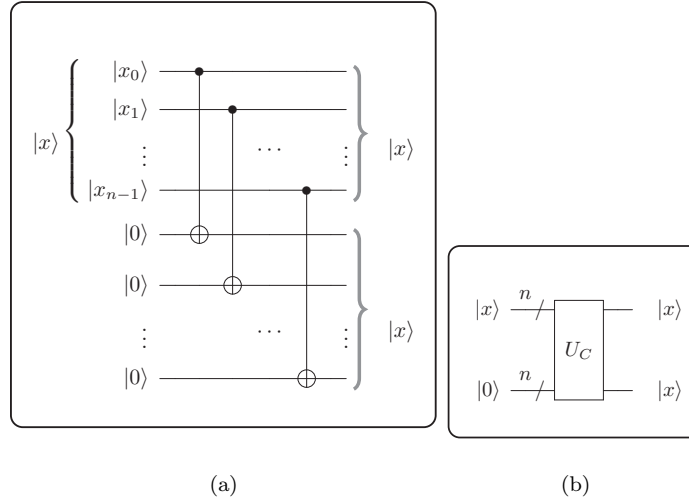 |x₀⟩
|x₁⟩
|x⟩ ⋮ ⋯ ⋮ |x⟩
|xₙ₋₁⟩
|0⟩
|0⟩
⋮ ⋯ ⋮ |x⟩
|0⟩
|x⟩ n |x⟩
U_C
|0⟩ n |x⟩
(a) (b)